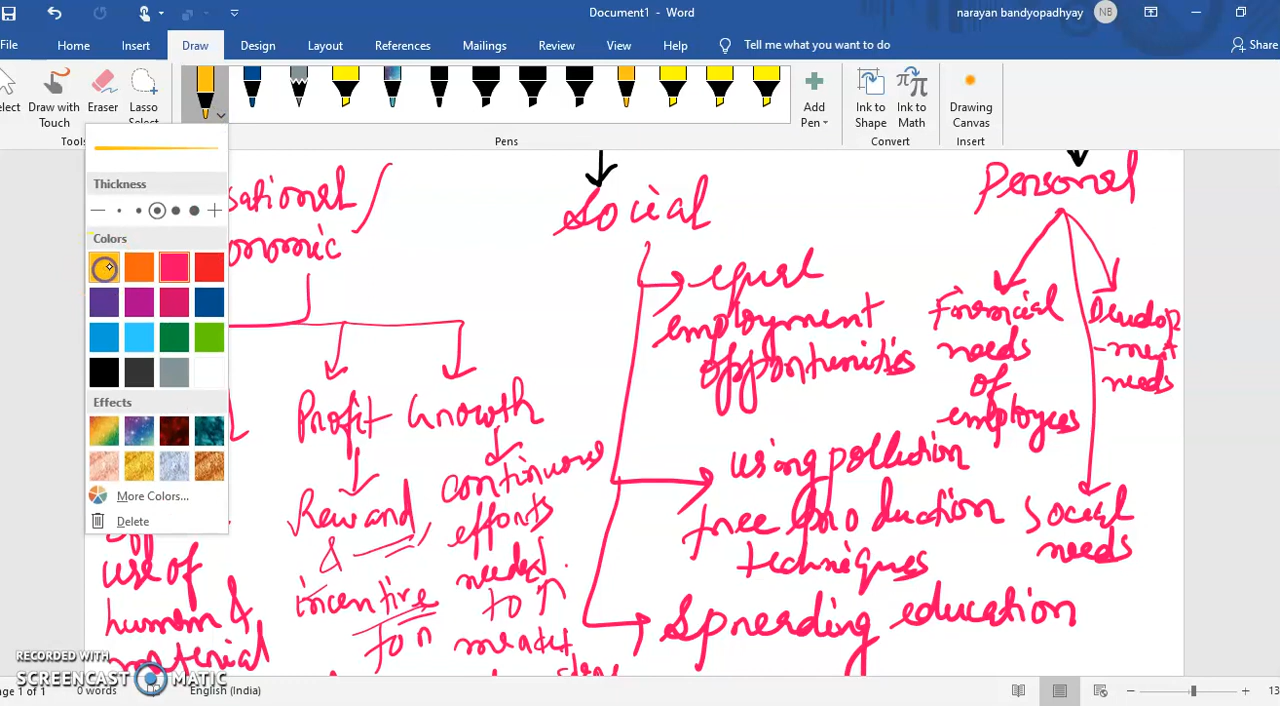 Document1 - Word
narayan bandyopadhyay NB
File Home Insert Draw Design Layout References Mailings Review View Help Tell me what you want to do Share
Select Draw with Touch Eraser Lasso Select
Add Pen
Ink to Shape Ink to Math
Drawing Canvas
Tools Pens Convert Insert
Thickness
Colors
Effects
More Colors...
Delete
Social
Personal
equal
employment
opportunities
Financial
needs
of
employees
Develop
-ment
needs
Profit Growth
Reward
&
incentive
for
continuous
efforts
needed
to
using pollution
free production
techniques
Social
needs
Spreading education
use of
human &
material
RECORDED WITH
SCREENCAST MATIC
Page 1 of 1 0 words English (India)
13